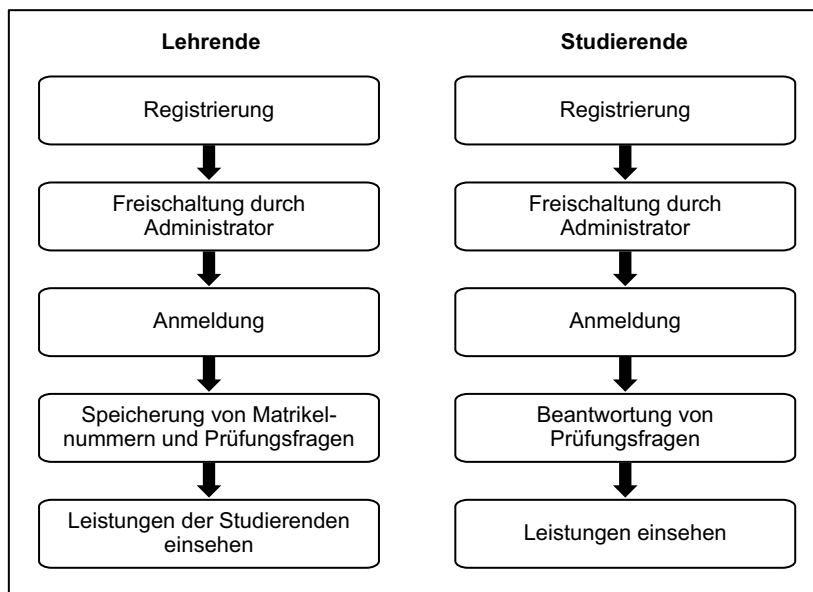 Lehrende
Registrierung
Freischaltung durch
Administrator
Anmeldung
Speicherung von Matrikel-
nummern und Prüfungsfragen
Leistungen der Studierenden
einsehen
Studierende
Registrierung
Freischaltung durch
Administrator
Anmeldung
Beantwortung von
Prüfungsfragen
Leistungen einsehen